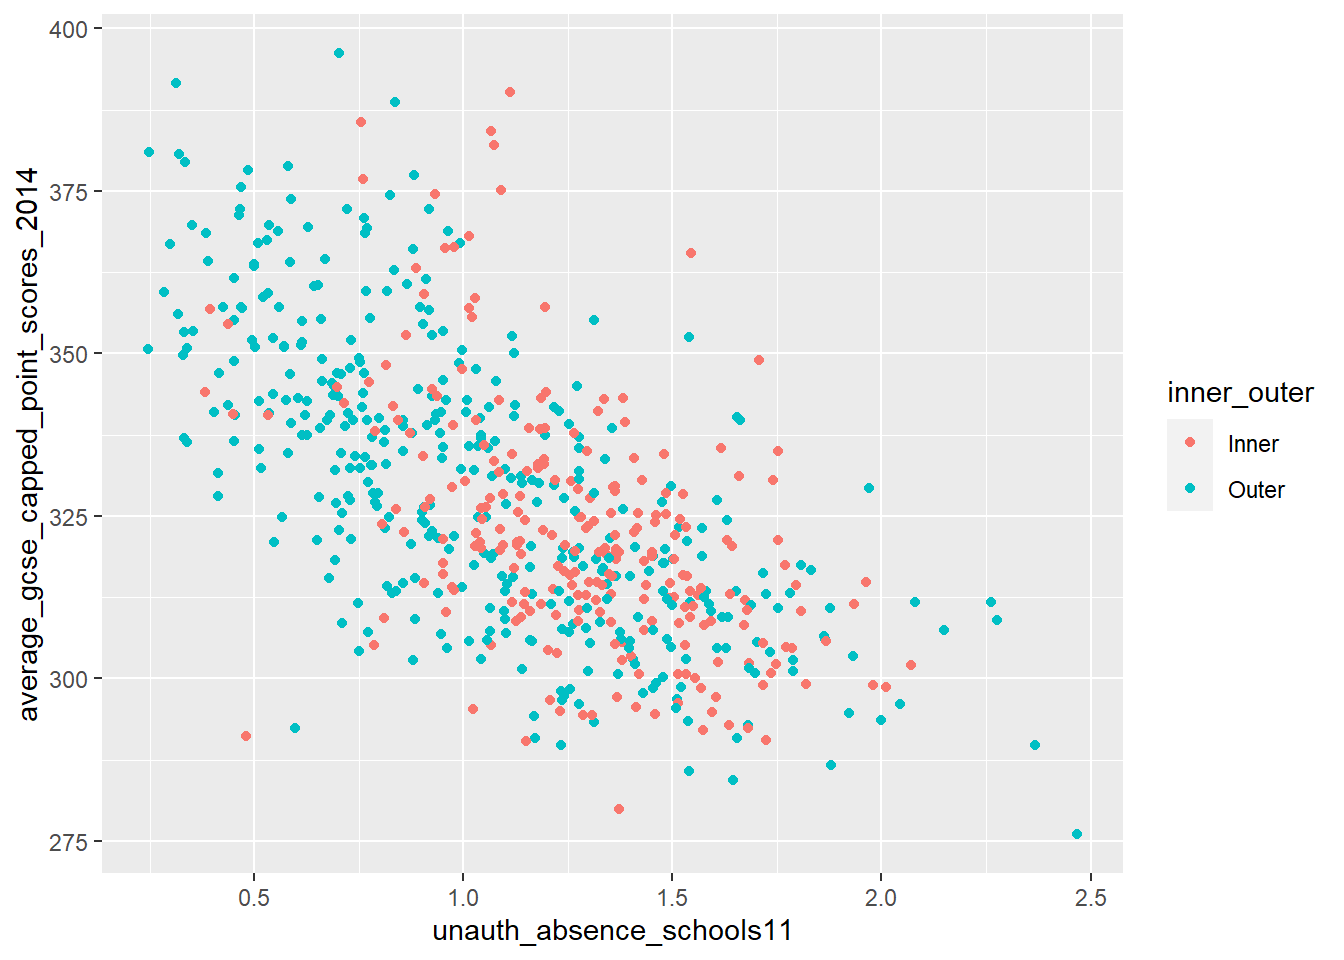 400
375
350
325
300
275
average_gcse_capped_point_scores_2014
0.5
1.0
1.5
2.0
2.5
unauth_absence_schools11
inner_outer
Inner
Outer